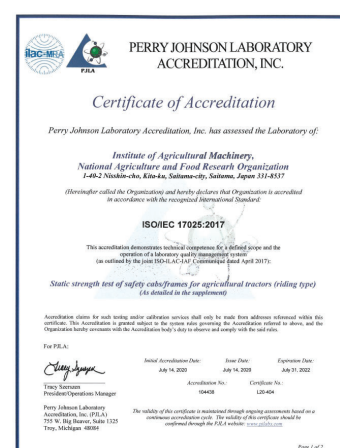 ilac-MRA
PJLA
PERRY JOHNSON LABORATORY
ACCREDITATION, INC.
Certificate of Accreditation
Perry Johnson Laboratory Accreditation, Inc. has assessed the Laboratory of:
Institute of Agricultural Machinery,
National Agriculture and Food Researh Organization
1-40-2 Nisshin-cho, Kita-ku, Saitama-city, Saitama, Japan 331-8537
(Hereinafter called the Organization) and hereby declares that Organization is accredited
in accordance with the recognized International Standard:
ISO/IEC 17025:2017
This accreditation demonstrates technical competence for a defined scope and the
operation of a laboratory quality management system
(as outlined by the joint ISO-ILAC-IAF Communiqué dated April 2017):
Static strength test of safety cabs/frames for agricultural tractors (riding type)
(As detailed in the supplement)
Accreditation claims for such testing and/or calibration services shall only be made from addresses referenced within this
certificate. This Accreditation is granted subject to the system rules governing the Accreditation referred to above, and the
Organization hereby covenants with the Accreditation body's duty to observe and comply with the said rules.
For PJLA:
Initial Accreditation Date: Issue Date: Expiration Date:
July 14, 2020 July 14, 2020 July 31, 2022
Tracy Szerszen
President/Operations Manager
Accreditation No.: Certificate No.:
104438 L20-494
Perry Johnson Laboratory
Accreditation, Inc. (PJLA)
755 W. Big Beaver, Suite 1325
Troy, Michigan 48084
The validity of this certificate is maintained through ongoing assessments based on a
continuous accreditation cycle. The validity of this certificate should be
confirmed through the PJLA website: www.pjlabs.com
Page 1 of 2